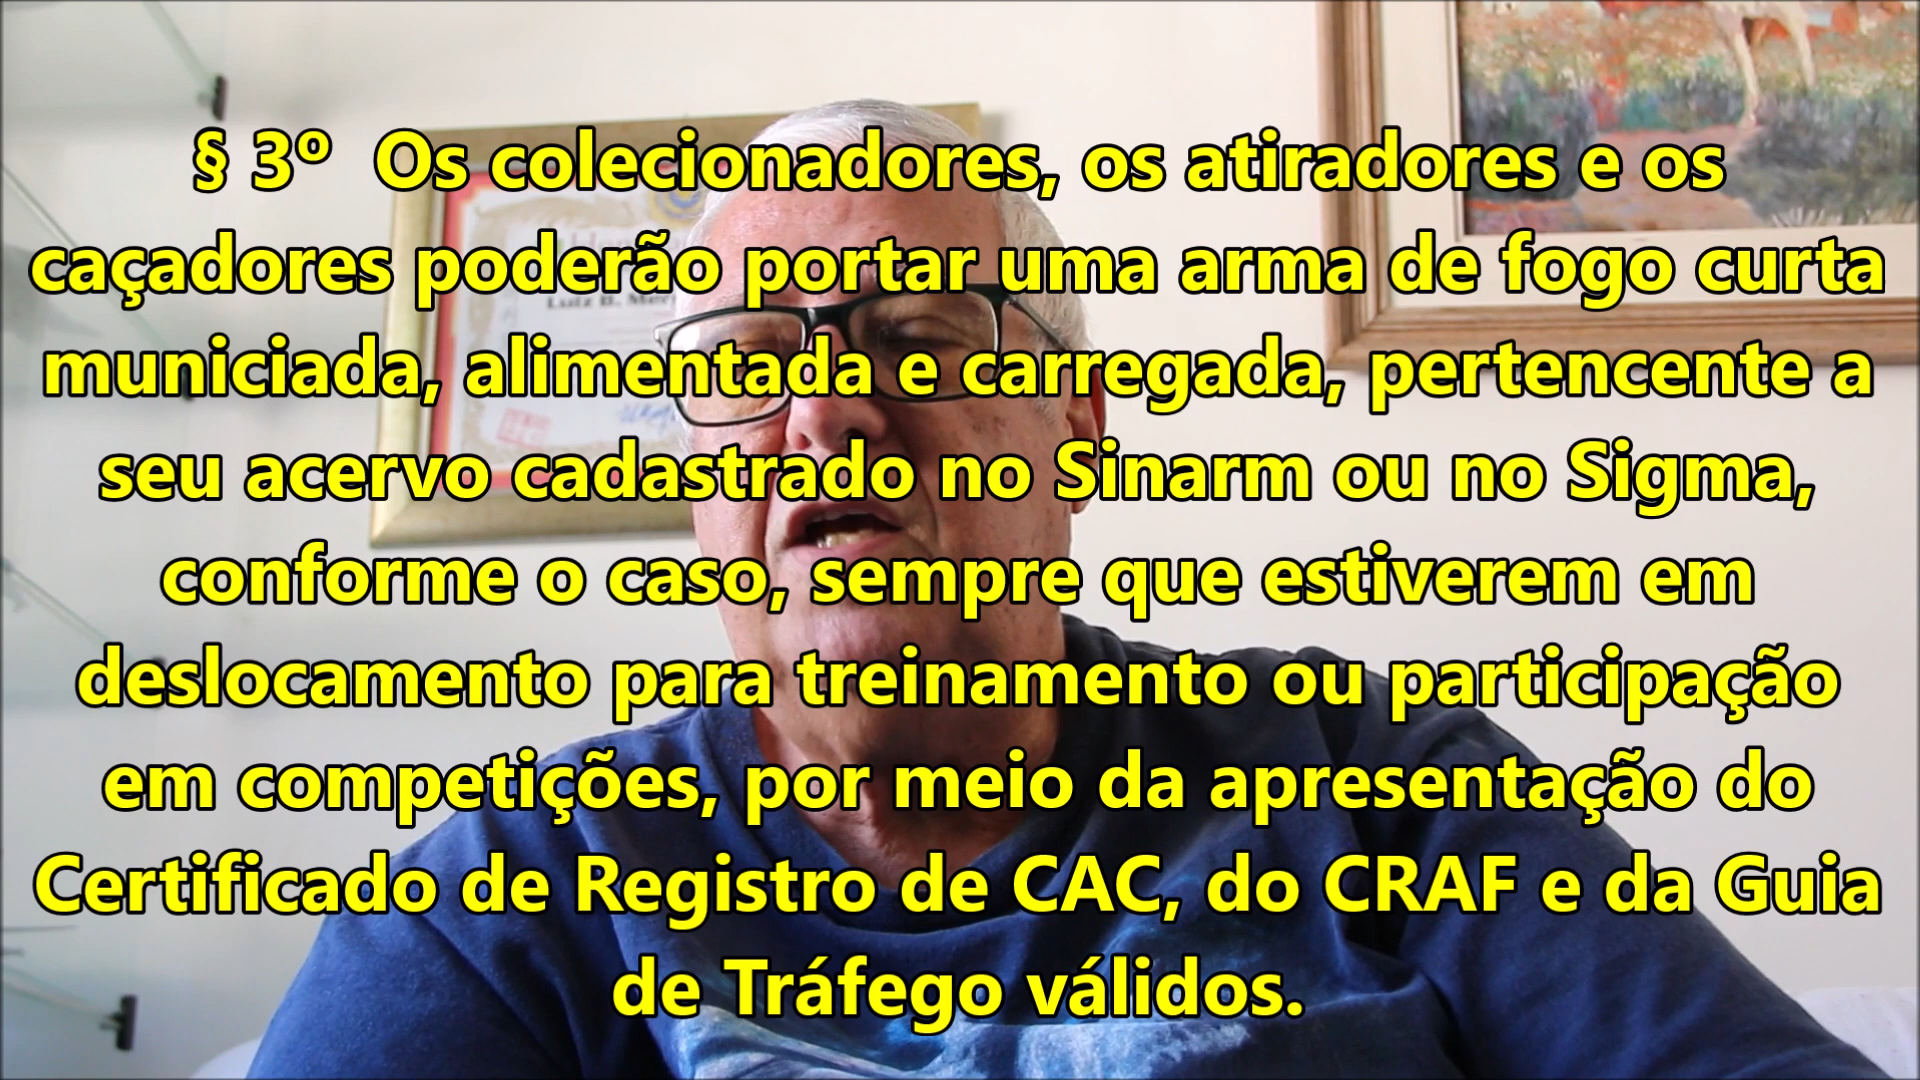 § 3º  Os colecionadores, os atiradores e os
caçadores poderão portar uma arma de fogo curta
municiada, alimentada e carregada, pertencente a
seu acervo cadastrado no Sinarm ou no Sigma,
conforme o caso, sempre que estiverem em
deslocamento para treinamento ou participação
em competições, por meio da apresentação do
Certificado de Registro de CAC, do CRAF e da Guia
de Tráfego válidos.